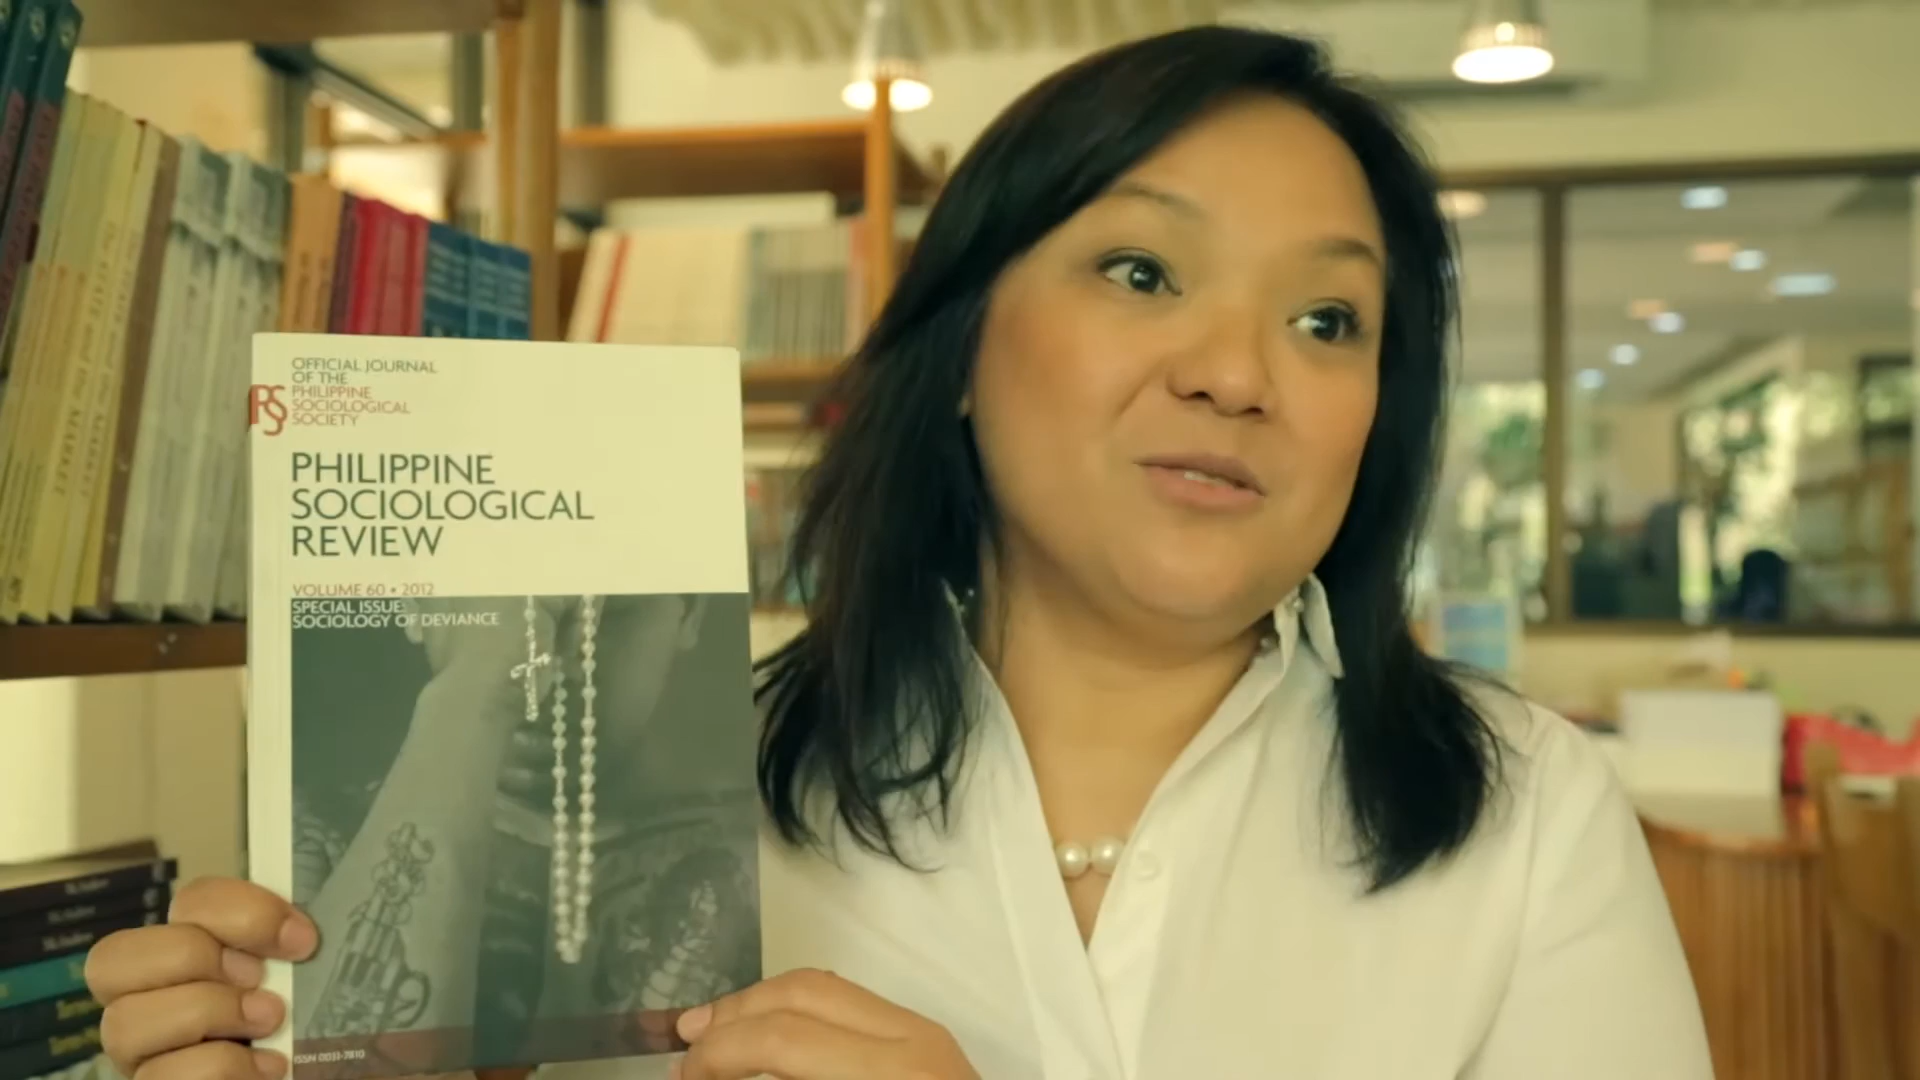 OFFICIAL JOURNAL
OF THE
PHILIPPINE
SOCIOLOGICAL
SOCIETY
PSS
PHILIPPINE
SOCIOLOGICAL
REVIEW
VOLUME 60 • 2012
SPECIAL ISSUE:
SOCIOLOGY OF DEVIANCE
ISSN 0031-7810